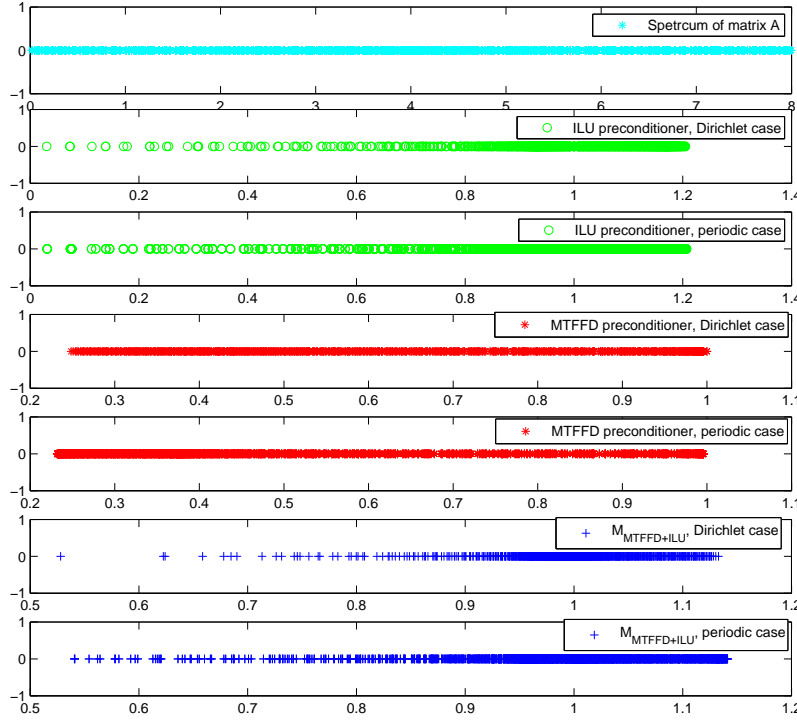 1
0
−1
Spetrcum of matrix A
0 1 2 3 4 5 6 7 8
1
0
−1
ILU preconditioner, Dirichlet case
0 0.2 0.4 0.6 0.8 1 1.2 1.4
1
0
−1
ILU preconditioner, periodic case
0 0.2 0.4 0.6 0.8 1 1.2 1.4
1
0
−1
MTFFD preconditioner, Dirichlet case
0.2 0.3 0.4 0.5 0.6 0.7 0.8 0.9 1 1.1
1
0
−1
MTFFD preconditioner, periodic case
0.2 0.3 0.4 0.5 0.6 0.7 0.8 0.9 1 1.1
1
0
−1
M_MTFFD+ILU, Dirichlet case
0.5 0.6 0.7 0.8 0.9 1 1.1 1.2
1
0
−1
M_MTFFD+ILU, periodic case
0.5 0.6 0.7 0.8 0.9 1 1.1 1.2